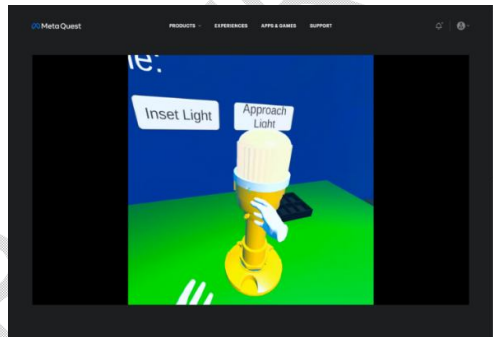 Meta Quest
PRODUCTS EXPERIENCES APPS & GAMES SUPPORT
Inset Light
Approach
Light